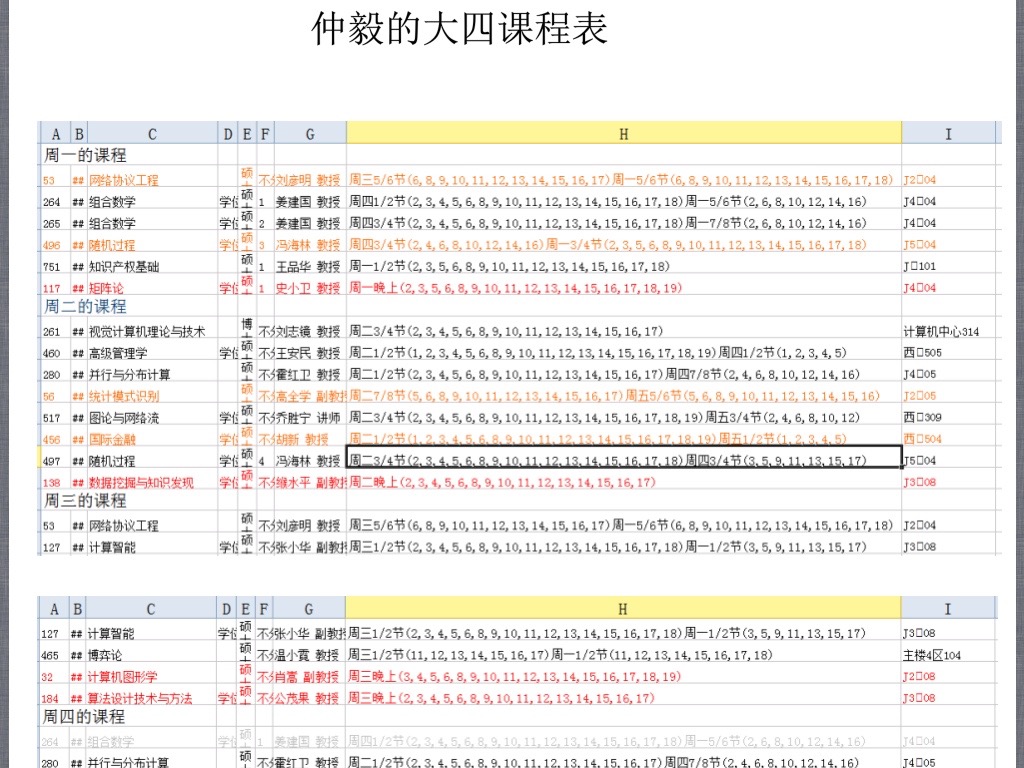 仲毅的大四课程表
A B C D E F G H I
周一的课程
53 ## 网络协议工程 硕 不分 刘彦明 教授 周三5/6节(6,8,9,10,11,12,13,14,15,16,17)周一5/6节(6,8,9,10,11,12,13,14,15,16,17,18) J2□04
264 ## 组合数学 学位 硕 1 姜建国 教授 周四1/2节(2,3,4,5,6,8,9,10,11,12,13,14,15,16,17,18)周一5/6节(2,6,8,10,12,14,16) J4□04
265 ## 组合数学 学位 硕 2 姜建国 教授 周四3/4节(2,3,4,5,6,8,9,10,11,12,13,14,15,16,17,18)周一7/8节(2,6,8,10,12,14,16) J4□04
496 ## 随机过程 学位 硕 3 冯海林 教授 周四3/4节(2,4,6,8,10,12,14,16)周一3/4节(2,3,5,6,9,10,11,12,13,14,15,16,17,18) J5□04
751 ## 知识产权基础 硕 1 王品华 教授 周一1/2节(2,3,5,6,8,9,10,11,12,13,14,15,16,17,18) J□101
117 ## 矩阵论 学位 硕 1 史小卫 教授 周一晚上(2,3,5,6,8,9,10,11,12,13,14,15,16,17,18,19) J4□04
周二的课程
261 ## 视觉计算机理论与技术 博 不分 刘志镜 教授 周二3/4节(2,3,4,5,6,8,9,10,11,12,13,14,15,16,17) 计算机中心314
460 ## 高级管理学 学位 硕 不分 王安民 教授 周二1/2节(1,2,3,4,5,6,8,9,10,11,12,13,14,15,16,17,18,19)周四1/2节(1,2,3,4,5) 西□505
280 ## 并行与分布计算 硕 不分 霍红卫 教授 周二1/2节(2,3,4,5,6,8,9,10,11,12,13,14,15,16,17)周四7/8节(2,4,6,8,10,12,14,16) J4□05
56 ## 统计模式识别 硕 不分 高全学 副教授 周二7/8节(5,6,8,9,10,11,12,13,14,15,16,17)周五5/6节(5,6,8,9,10,11,12,13,14,15,16) J2□05
517 ## 图论与网络流 学位 硕 不分 乔胜宁 讲师 周二3/4节(2,3,4,5,6,8,9,10,11,12,13,14,15,16,17,18,19)周五3/4节(2,4,6,8,10,12) 西□309
456 ## 国际金融 学位 硕 不分 胡新 教授 周二1/2节(1,2,3,4,5,6,8,9,10,11,12,13,14,15,16,17,18,19)周五1/2节(1,2,3,4,5) 西□504
497 ## 随机过程 学位 硕 4 冯海林 教授 周二3/4节(2,3,4,5,6,8,9,10,11,12,13,14,15,16,17,18)周四3/4节(3,5,9,11,13,15,17) J5□04
138 ## 数据挖掘与知识发现 学位 硕 不分 缑水平 副教授 周二晚上(2,3,4,5,6,8,9,10,11,12,13,14,15,16,17) J3□08
周三的课程
53 ## 网络协议工程 硕 不分 刘彦明 教授 周三5/6节(6,8,9,10,11,12,13,14,15,16,17)周一5/6节(6,8,9,10,11,12,13,14,15,16,17,18) J2□04
127 ## 计算智能 学位 硕 不分 张小华 副教授 周三1/2节(2,3,4,5,6,8,9,10,11,12,13,14,15,16,17,18)周一1/2节(3,5,9,11,13,15,17) J3□08
A B C D E F G H I
127 ## 计算智能 学位 硕 不分 张小华 副教授 周三1/2节(2,3,4,5,6,8,9,10,11,12,13,14,15,16,17,18)周一1/2节(3,5,9,11,13,15,17) J3□08
465 ## 博弈论 硕 不分 温小霓 教授 周三1/2节(11,12,13,14,15,16,17)周一1/2节(11,12,13,14,15,16,17,18) 主楼4区104
32 ## 计算机图形学 硕 不分 肖嵩 副教授 周三晚上(3,4,5,6,8,9,10,11,12,13,14,15,16,17,18,19) J2□08
184 ## 算法设计技术与方法 学位 硕 不分 公茂果 教授 周三晚上(2,3,4,5,6,8,9,10,11,12,13,14,15,16,17) J3□08
周四的课程
264 ## 组合数学 学位 硕 1 姜建国 教授 周四1/2节(2,3,4,5,6,8,9,10,11,12,13,14,15,16,17,18)周一5/6节(2,6,8,10,12,14,16) J4□04
280 ## 并行与分布计算 硕 不分 霍红卫 教授 周二1/2节(2,3,4,5,6,8,9,10,11,12,13,14,15,16,17)周四7/8节(2,4,6,8,10,12,14,16) J4□05